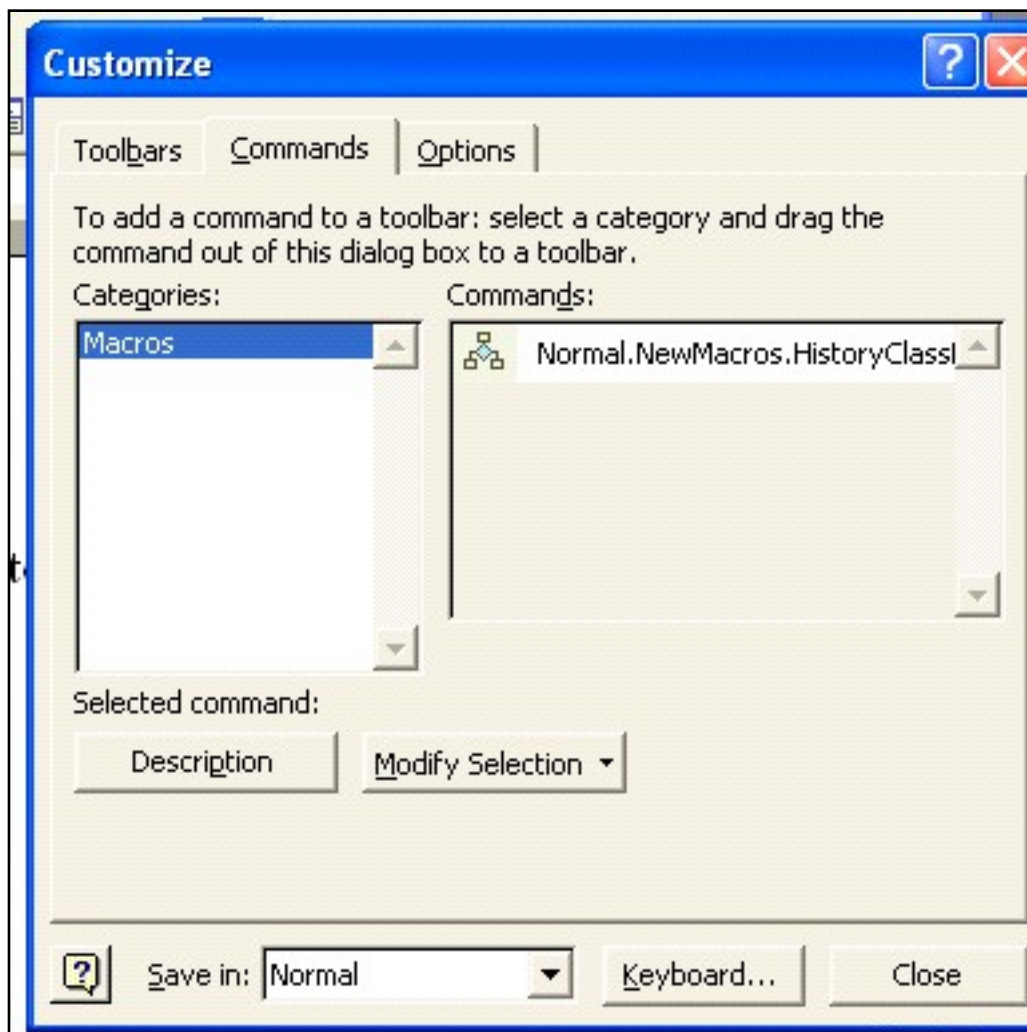 Customize
Toolbars Commands Options
To add a command to a toolbar: select a category and drag the
command out of this dialog box to a toolbar.
Categories: Commands:
Macros Normal.NewMacros.HistoryClass
Selected command:
Description Modify Selection
Save in: Normal Keyboard... Close